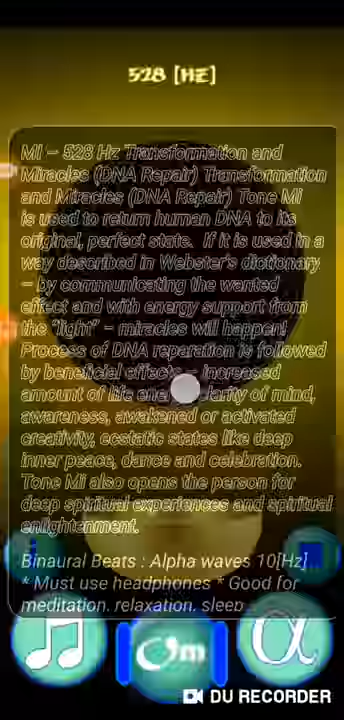 528 [HZ]
MI – 528 Hz Transformation and
Miracles (DNA Repair) Transformation
and Miracles (DNA Repair) Tone Mi
is used to return human DNA to its
original, perfect state. If it is used in a
way described in Webster's dictionary
– by communicating the wanted
effect and with energy support from
the "light" – miracles will happen!
Process of DNA reparation is followed
by beneficial effects – increased
amount of life clarity of mind,
awareness, awakened or activated
creativity, ecstatic states like deep
inner peace, dance and celebration.
Tone Mi also opens the person for
deep spiritual experiences and spiritual
enlightenment.
Binaural Beats : Alpha waves 10[Hz]
* Must use headphones * Good for
meditation, relaxation, sleep
Om
α
DU RECORDER